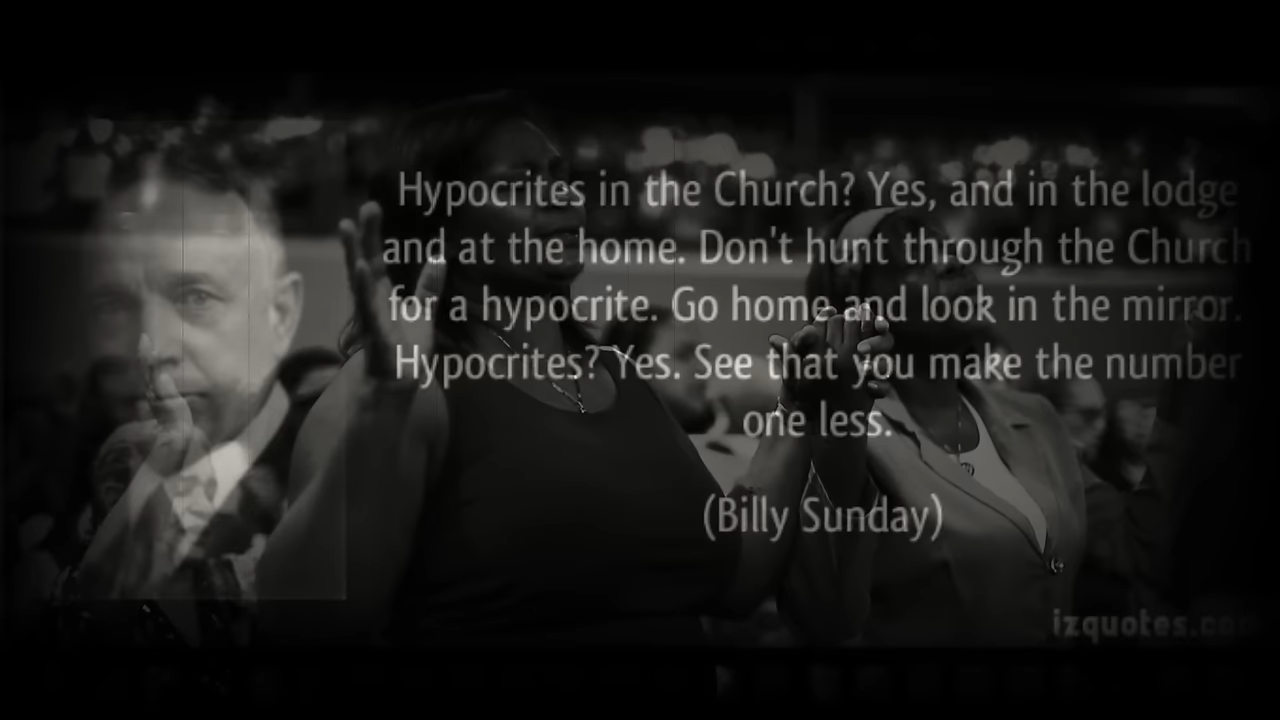 Hypocrites in the Church? Yes, and in the lodge
and at the home. Don't hunt through the Church
for a hypocrite. Go home and look in the mirror.
Hypocrites? Yes. See that you make the number
one less.
(Billy Sunday)
izquotes.com